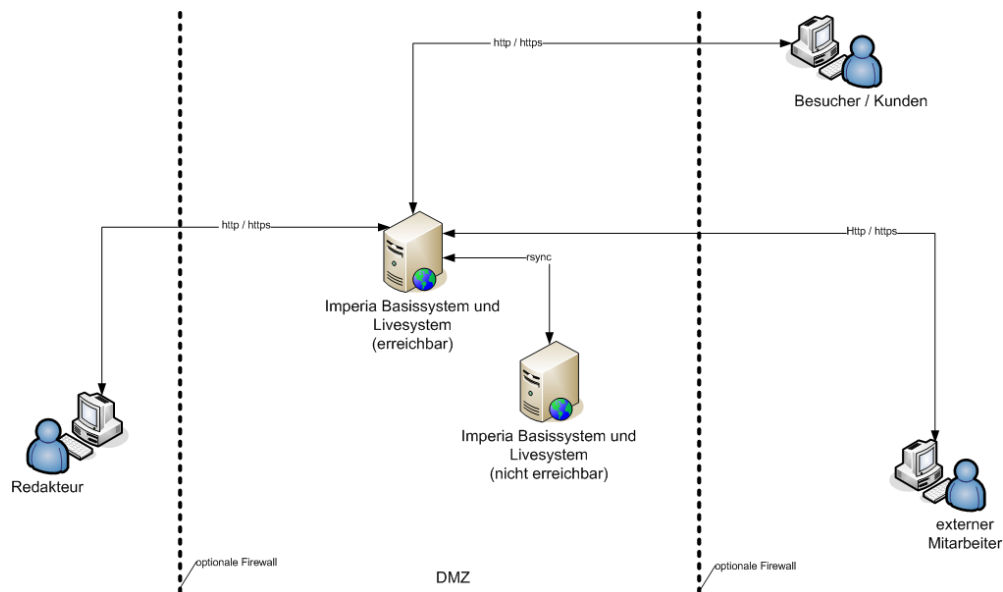 http / https
Besucher / Kunden
http / https
Http / https
rsync
Imperia Basissystem und
Livesystem
(erreichbar)
Imperia Basissystem und
Livesystem
(nicht erreichbar)
Redakteur
externer
Mitarbeiter
optionale Firewall
optionale Firewall
DMZ